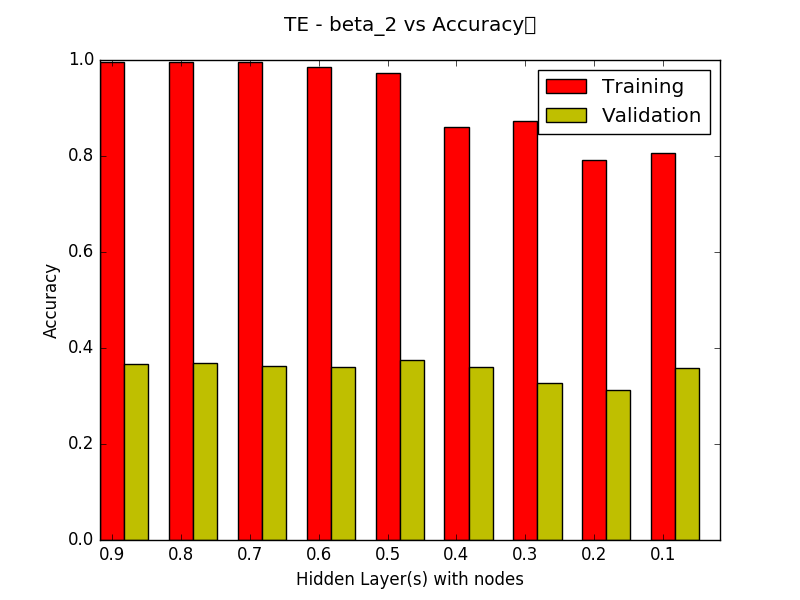 TE - beta_2 vs Accuracy
1.0
Training
Validation
0.8
0.6
Accuracy
0.4
0.2
0.0
0.9 0.8 0.7 0.6 0.5 0.4 0.3 0.2 0.1
Hidden Layer(s) with nodes